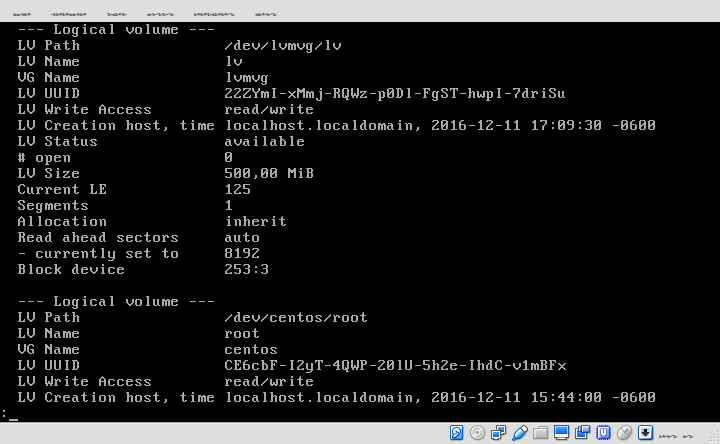 --- Logical volume ---
LV Path                /dev/lvmvg/lv
LV Name                lv
VG Name                lvmvg
LV UUID                2ZZYmI-xMmj-RQWz-p0Dl-FgST-hwpI-7driSu
LV Write Access        read/write
LV Creation host, time localhost.localdomain, 2016-12-11 17:09:30 -0600
LV Status              available
# open                 0
LV Size                500,00 MiB
Current LE             125
Segments               1
Allocation             inherit
Read ahead sectors     auto
- currently set to     8192
Block device           253:3
--- Logical volume ---
LV Path                /dev/centos/root
LV Name                root
VG Name                centos
LV UUID                CE6cbF-I2yT-4QWP-20lU-5h2e-IhdC-v1mBFx
LV Write Access        read/write
LV Creation host, time localhost.localdomain, 2016-12-11 15:44:00 -0600
:_